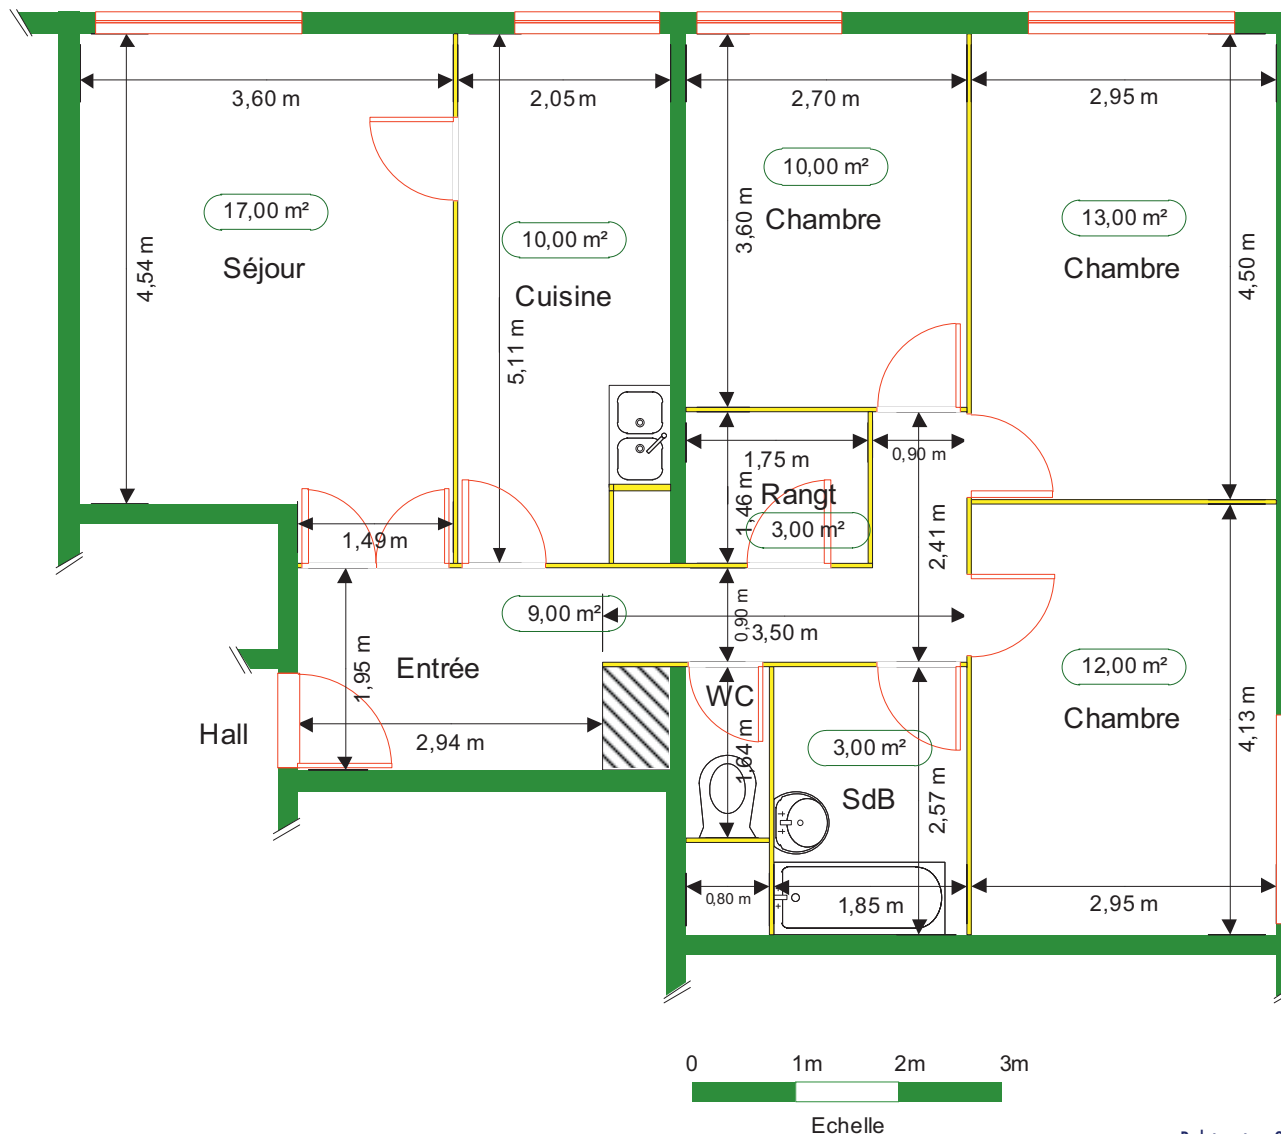 3,60 m
2,05m
2,70 m
2,95 m
17,00 m²
Séjour
4,54 m
10,00 m²
Cuisine
5,11 m
10,00 m²
Chambre
3,60 m
13,00 m²
Chambre
4,50 m
1,49 m
1,75 m
0,90 m
1,46 m
Rangt
3,00 m²
2,41 m
9,00 m²
0,90 m
3,50 m
Entrée
1,95 m
2,94 m
Hall
WC
1,64 m
3,00 m²
SdB
2,57 m
12,00 m²
Chambre
4,13 m
0,80 m
1,85 m
2,95 m
0 1m 2m 3m
Echelle